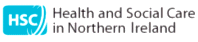 HSC Health and Social Care
in Northern Ireland